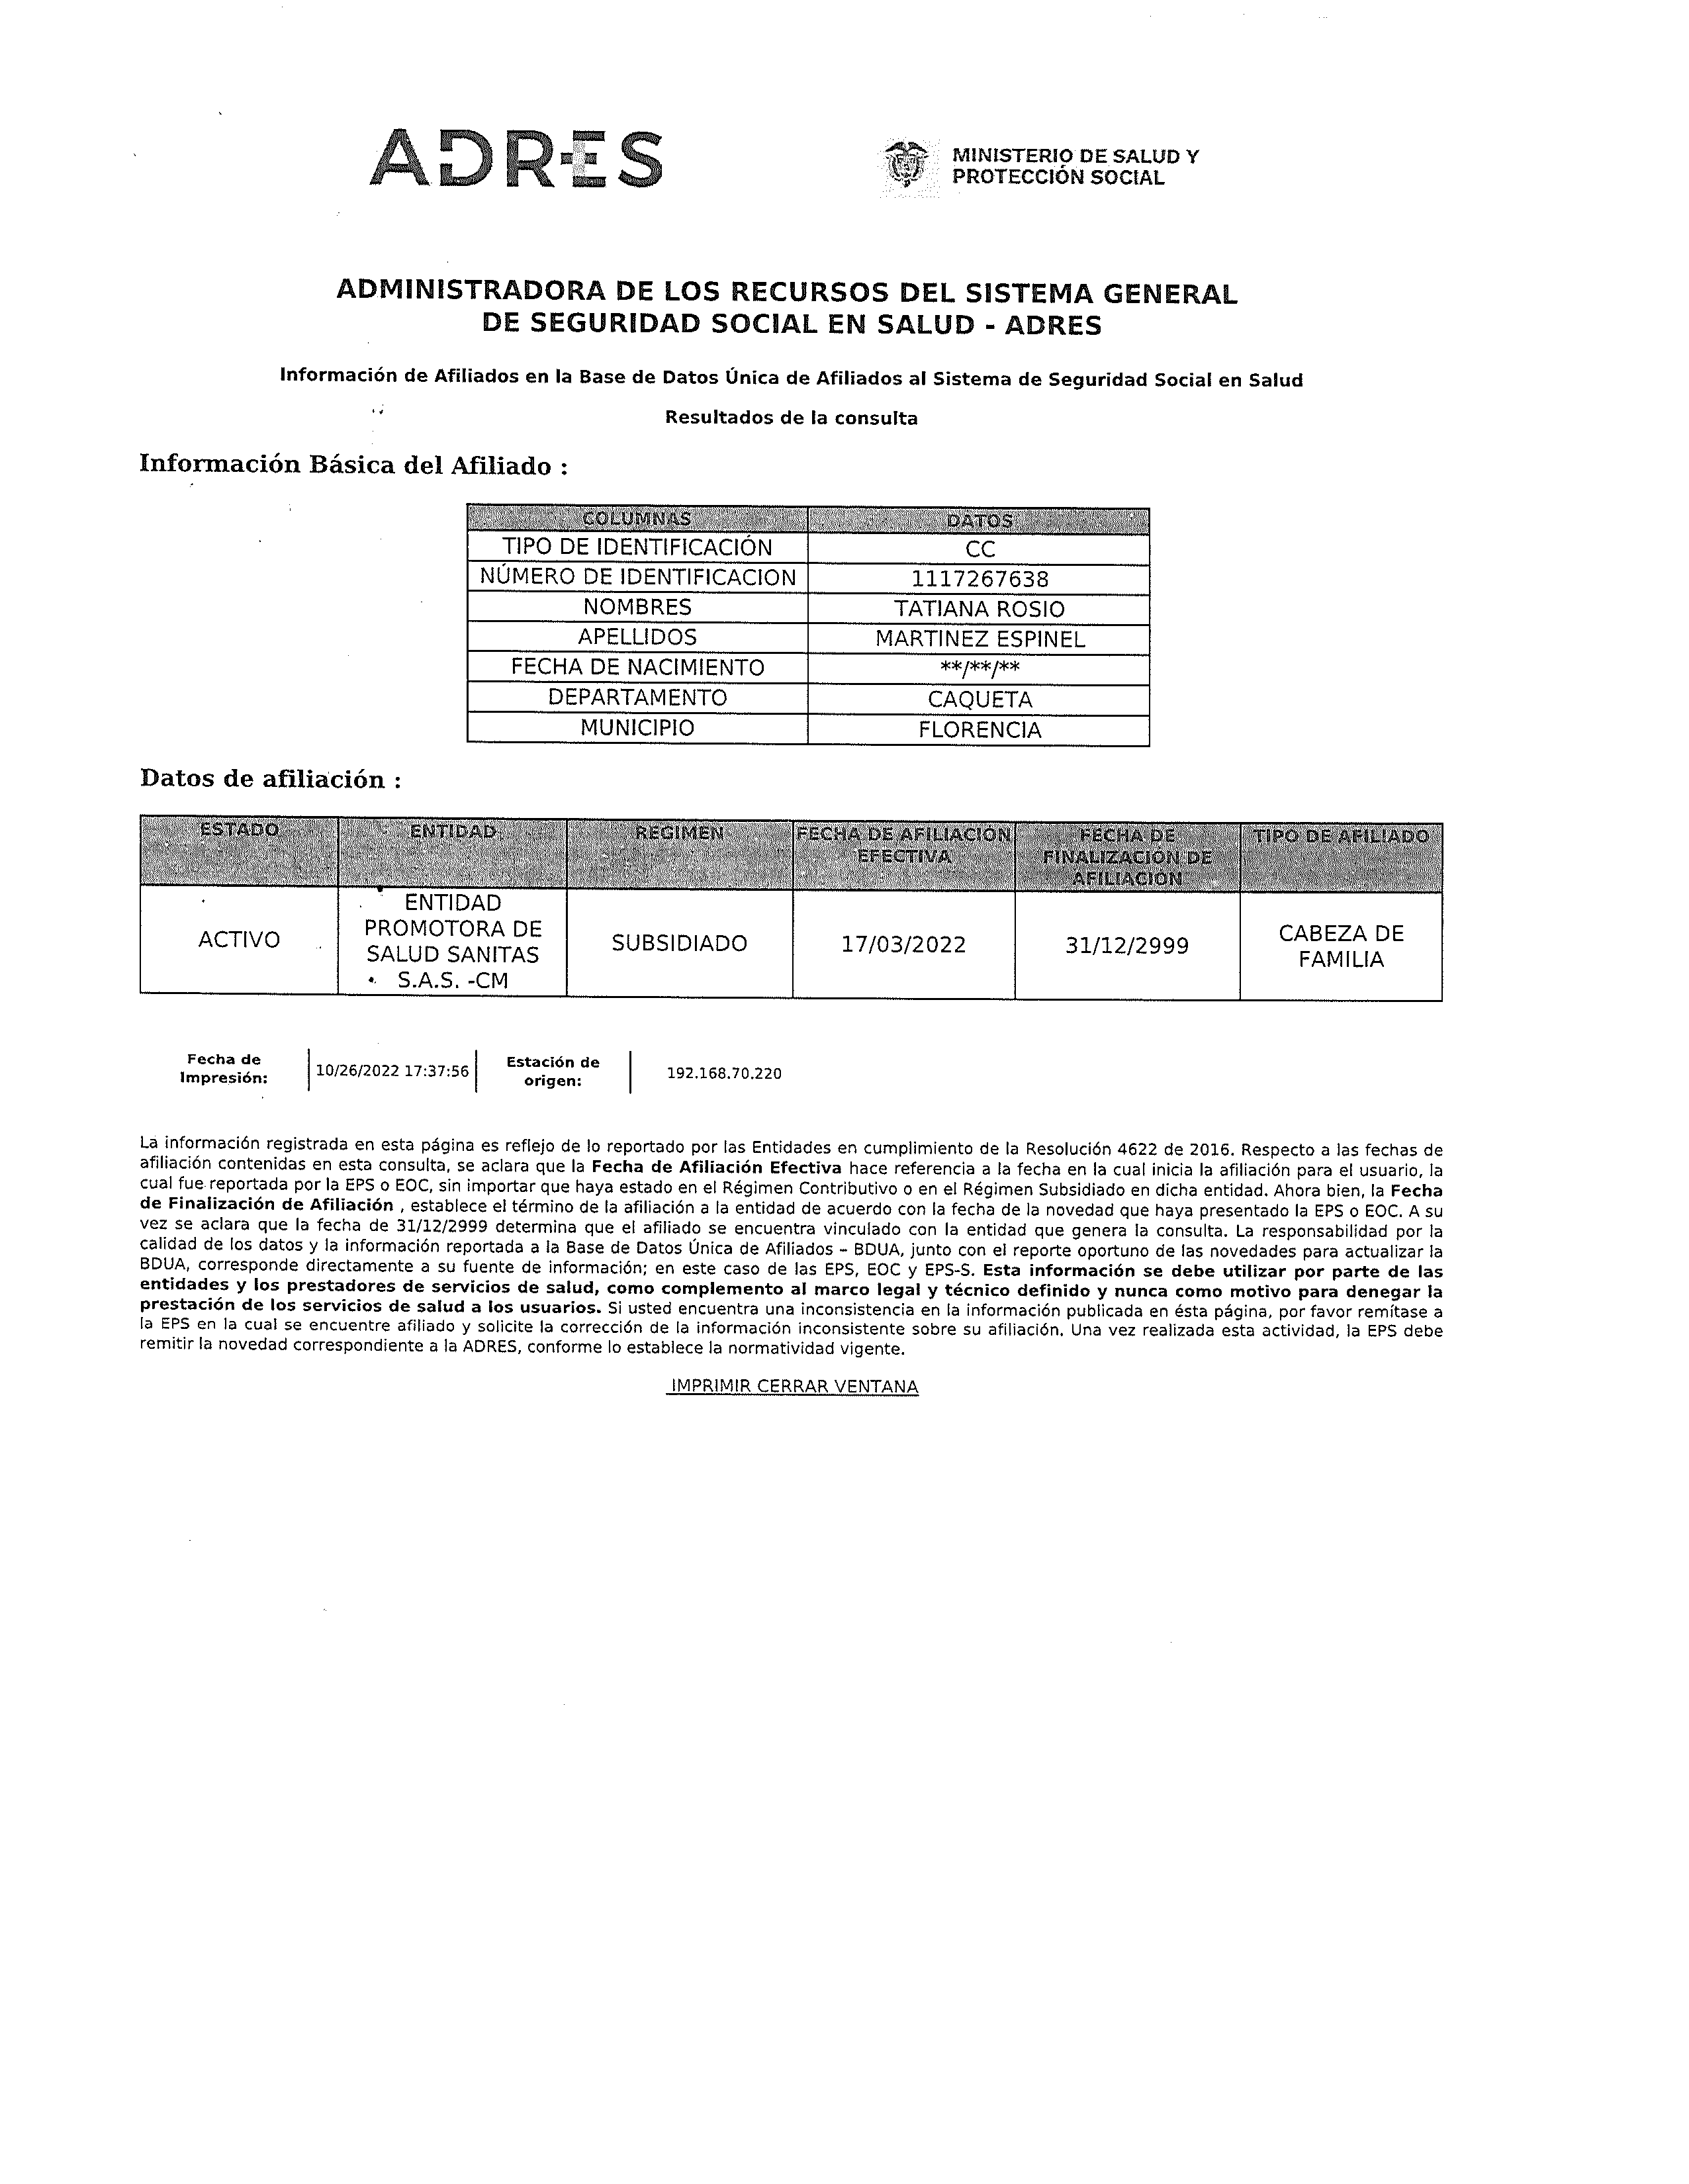 ADRES
MINISTERIO DE SALUD Y
PROTECCIÓN SOCIAL
ADMINISTRADORA DE LOS RECURSOS DEL SISTEMA GENERAL
DE SEGURIDAD SOCIAL EN SALUD - ADRES
Información de Afiliados en la Base de Datos Única de Afiliados al Sistema de Seguridad Social en Salud
Resultados de la consulta
Información Básica del Afiliado :
COLUMNAS DATOS
TIPO DE IDENTIFICACIÓN CC
NÚMERO DE IDENTIFICACION 1117267638
NOMBRES TATIANA ROSIO
APELLIDOS MARTINEZ ESPINEL
FECHA DE NACIMIENTO **/**/**
DEPARTAMENTO CAQUETA
MUNICIPIO FLORENCIA
Datos de afiliación :
ESTADO ENTIDAD REGIMEN FECHA DE AFILIACIÓN EFECTIVA FECHA DE FINALIZACIÓN DE AFILIACIÓN TIPO DE AFILIADO
ACTIVO ENTIDAD PROMOTORA DE SALUD SANITAS S.A.S. -CM SUBSIDIADO 17/03/2022 31/12/2999 CABEZA DE FAMILIA
Fecha de Impresión: 10/26/2022 17:37:56 Estación de origen: 192.168.70.220
La información registrada en esta página es reflejo de lo reportado por las Entidades en cumplimiento de la Resolución 4622 de 2016. Respecto a las fechas de
afiliación contenidas en esta consulta, se aclara que la Fecha de Afiliación Efectiva hace referencia a la fecha en la cual inicia la afiliación para el usuario, la
cual fue reportada por la EPS o EOC, sin importar que haya estado en el Régimen Contributivo o en el Régimen Subsidiado en dicha entidad. Ahora bien, la Fecha
de Finalización de Afiliación , establece el término de la afiliación a la entidad de acuerdo con la fecha de la novedad que haya presentado la EPS o EOC. A su
vez se aclara que la fecha de 31/12/2999 determina que el afiliado se encuentra vinculado con la entidad que genera la consulta. La responsabilidad por la
calidad de los datos y la información reportada a la Base de Datos Única de Afiliados – BDUA, junto con el reporte oportuno de las novedades para actualizar la
BDUA, corresponde directamente a su fuente de información; en este caso de las EPS, EOC y EPS-S. Esta información se debe utilizar por parte de las
entidades y los prestadores de servicios de salud, como complemento al marco legal y técnico definido y nunca como motivo para denegar la
prestación de los servicios de salud a los usuarios. Si usted encuentra una inconsistencia en la información publicada en ésta página, por favor remítase a
la EPS en la cual se encuentre afiliado y solicite la corrección de la información inconsistente sobre su afiliación. Una vez realizada esta actividad, la EPS debe
remitir la novedad correspondiente a la ADRES, conforme lo establece la normatividad vigente.
IMPRIMIR CERRAR VENTANA